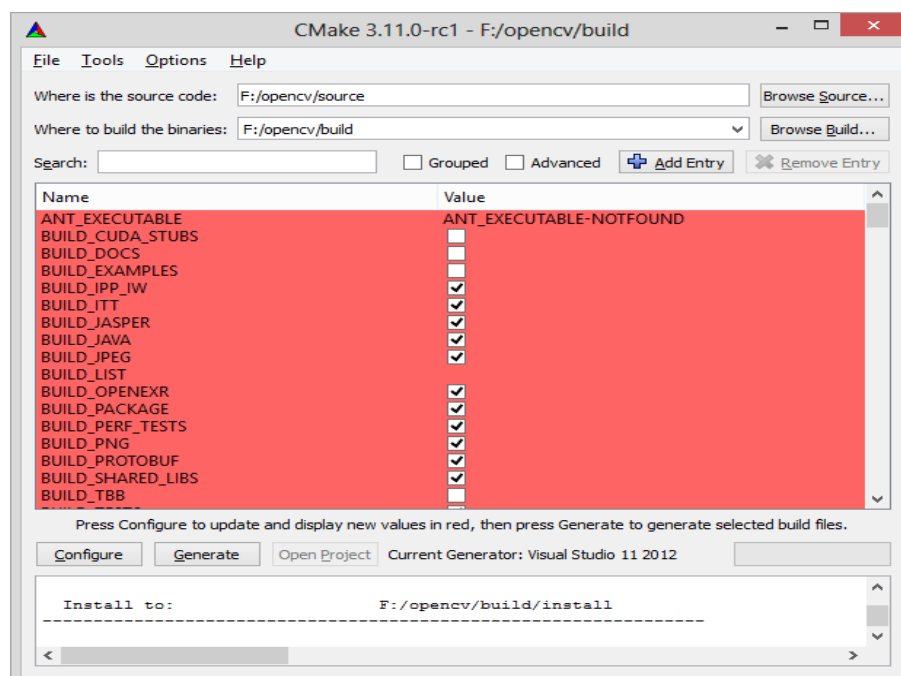 CMake 3.11.0-rc1 - F:/opencv/build
File Tools Options Help
Where is the source code: F:/opencv/source Browse Source...
Where to build the binaries: F:/opencv/build Browse Build...
Search: Grouped Advanced Add Entry Remove Entry
Name Value
ANT_EXECUTABLE ANT_EXECUTABLE-NOTFOUND
BUILD_CUDA_STUBS
BUILD_DOCS
BUILD_EXAMPLES
BUILD_IPP_IW
BUILD_ITT
BUILD_JASPER
BUILD_JAVA
BUILD_JPEG
BUILD_LIST
BUILD_OPENEXR
BUILD_PACKAGE
BUILD_PERF_TESTS
BUILD_PNG
BUILD_PROTOBUF
BUILD_SHARED_LIBS
BUILD_TBB
Press Configure to update and display new values in red, then press Generate to generate selected build files.
Configure Generate Open Project Current Generator: Visual Studio 11 2012
Install to: F:/opencv/build/install
-----------------------------------------------------------------